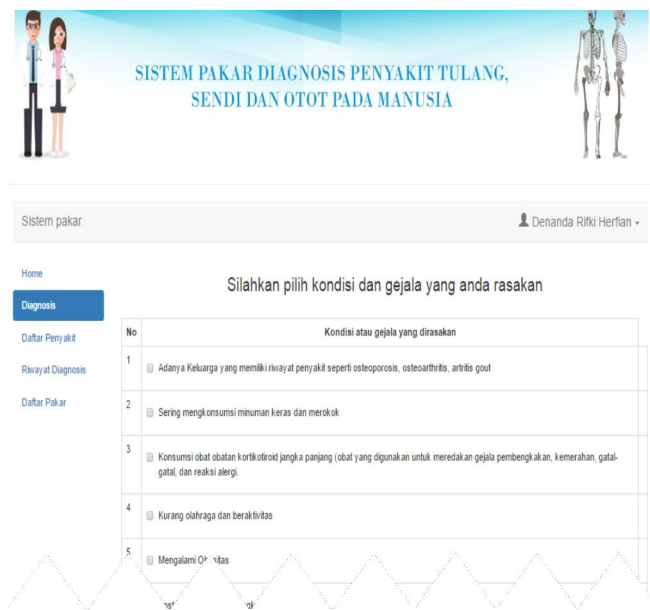 SISTEM PAKAR DIAGNOSIS PENYAKIT TULANG,
SENDI DAN OTOT PADA MANUSIA
Sistem pakar
Denanda Rifki Herfian
Home
Diagnosis
Daftar Penyakit
Riwayat Diagnosis
Daftar Pakar
Silahkan pilih kondisi dan gejala yang anda rasakan
No Kondisi atau gejala yang dirasakan
1 Adanya Keluarga yang memiliki riwayat penyakit seperti osteoporosis, osteoarthritis, artritis gout
2 Sering mengkonsumsi minuman keras dan merokok
3 Konsumsi obat obatan kortikotiroid jangka panjang (obat yang digunakan untuk meredakan gejala pembengkakan, kemerahan, gatal-
gatal, dan reaksi alergi.
4 Kurang olahraga dan beraktivitas
5 Mengalami